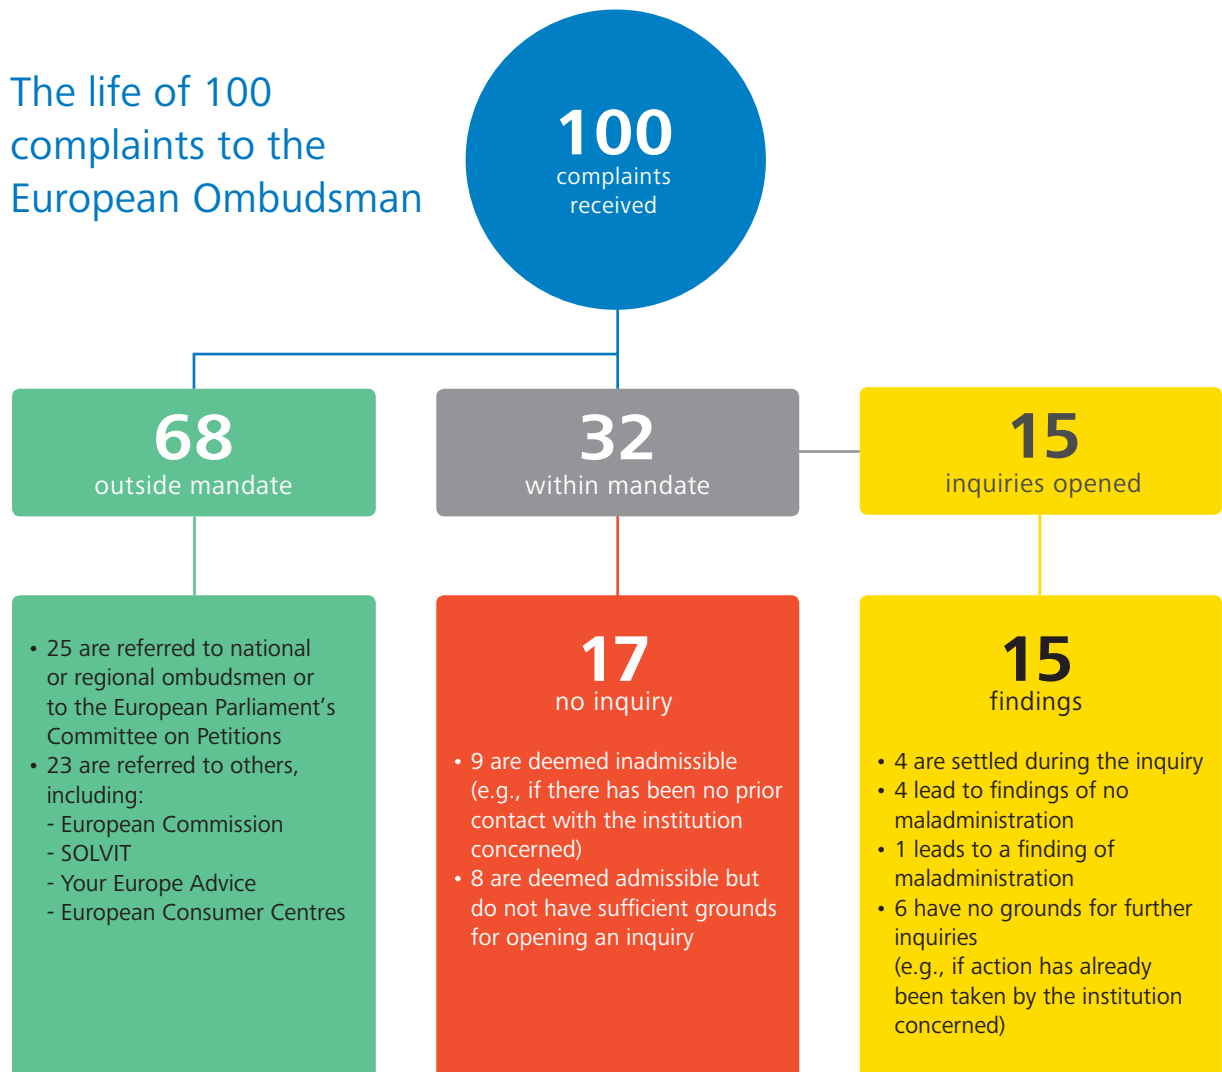 The life of 100
complaints to the
European Ombudsman
100
complaints
received
68
outside mandate
32
within mandate
15
inquiries opened
• 25 are referred to national
or regional ombudsmen or
to the European Parliament’s
Committee on Petitions
• 23 are referred to others,
including:
- European Commission
- SOLVIT
- Your Europe Advice
- European Consumer Centres
17
no inquiry
• 9 are deemed inadmissible
(e.g., if there has been no prior
contact with the institution
concerned)
• 8 are deemed admissible but
do not have sufficient grounds
for opening an inquiry
15
findings
• 4 are settled during the inquiry
• 4 lead to findings of no
maladministration
• 1 leads to a finding of
maladministration
• 6 have no grounds for further
inquiries
(e.g., if action has already
been taken by the institution
concerned)